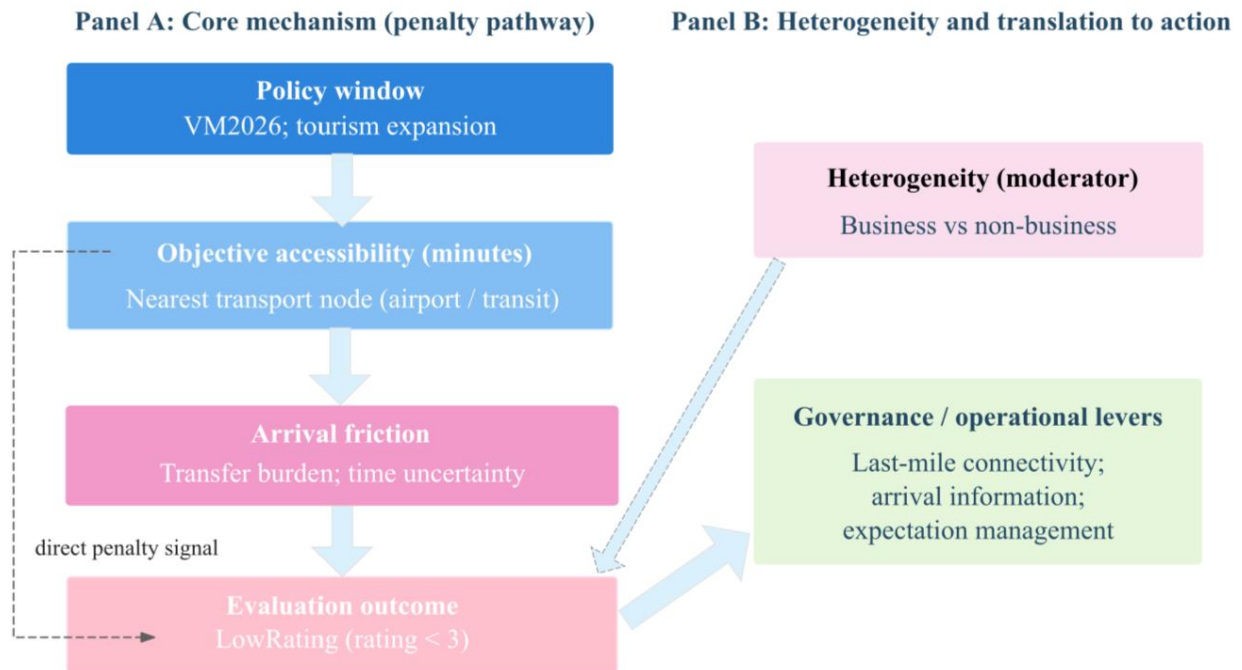 Panel A: Core mechanism (penalty pathway)
Policy window
VM2026; tourism expansion
Objective accessibility (minutes)
Nearest transport node (airport / transit)
Arrival friction
Transfer burden; time uncertainty
direct penalty signal
Evaluation outcome
LowRating (rating < 3)
Panel B: Heterogeneity and translation to action
Heterogeneity (moderator)
Business vs non-business
Governance / operational levers
Last-mile connectivity;
arrival information;
expectation management